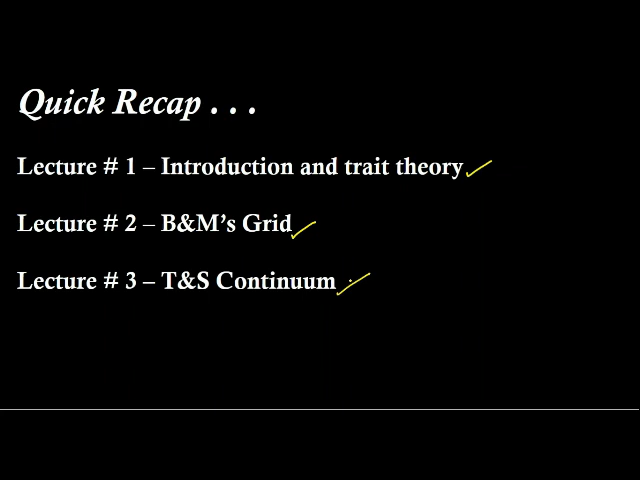 Quick Recap . . .
Lecture # 1 – Introduction and trait theory
Lecture # 2 – B&M’s Grid
Lecture # 3 – T&S Continuum